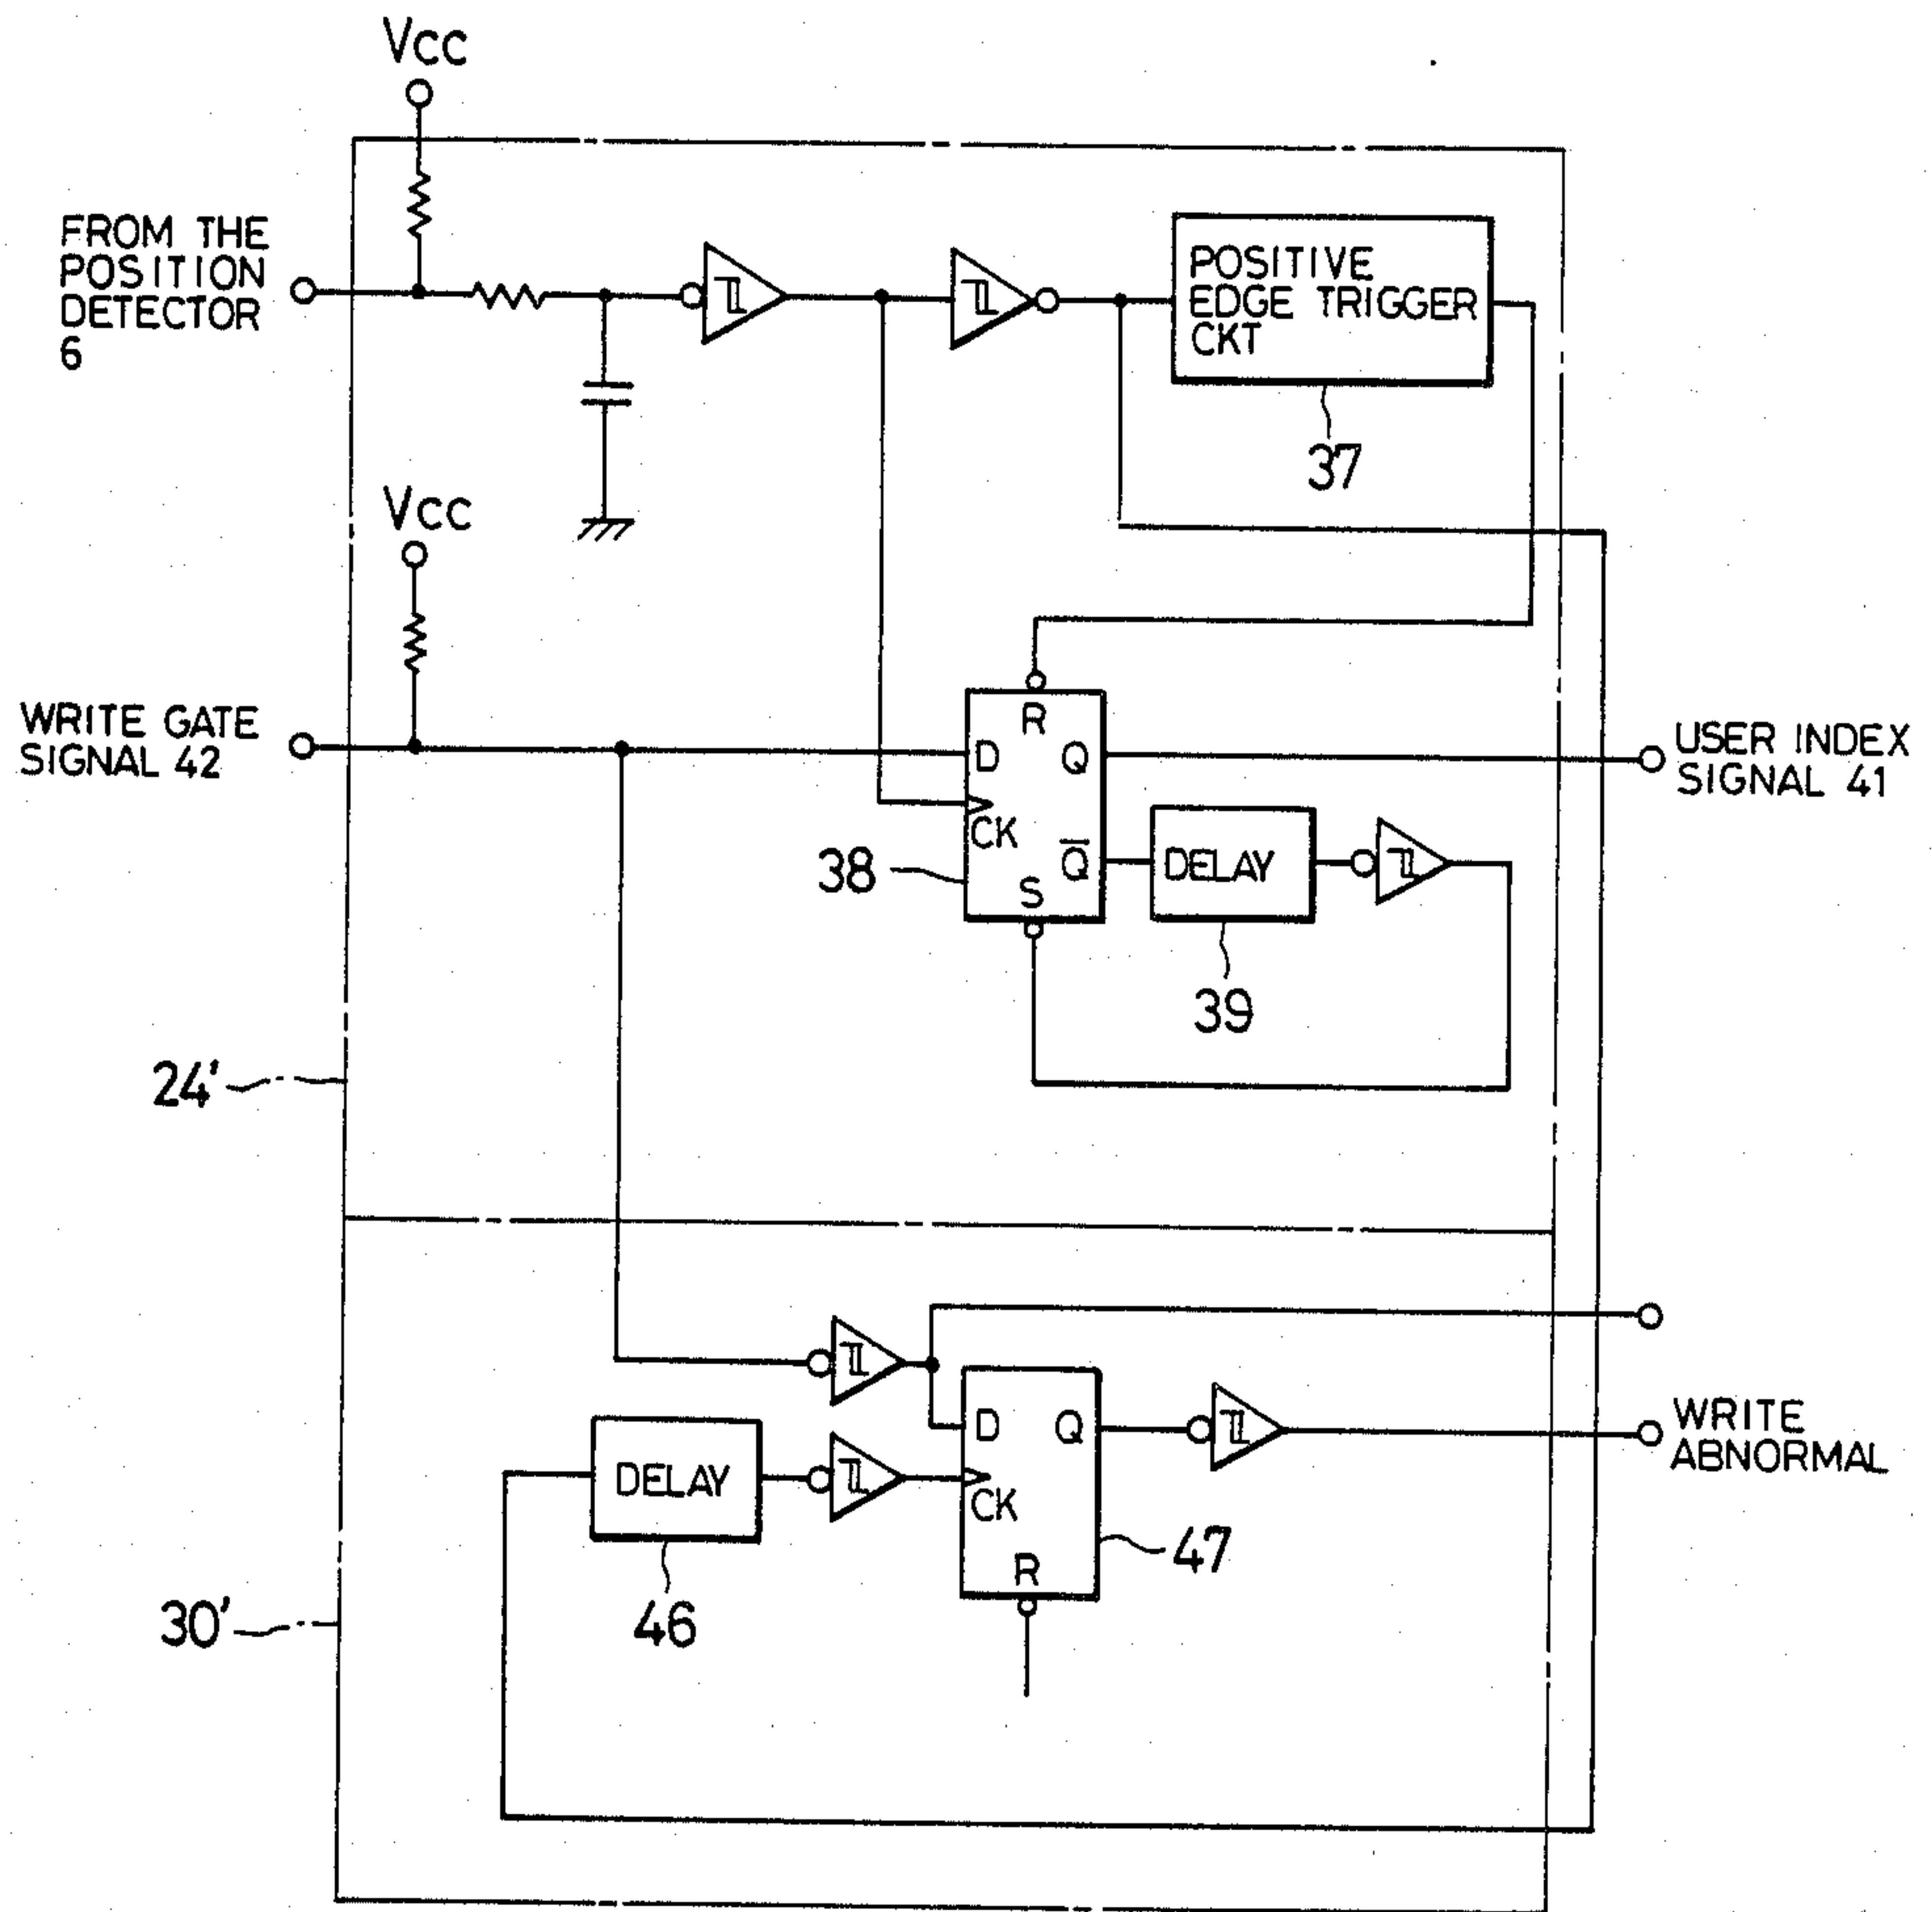 Vcc
FROM THE
POSITION
DETECTOR
6
POSITIVE
EDGE TRIGGER
CKT
37
Vcc
WRITE GATE
SIGNAL 42
R
D
Q
CK
Q̅
S
38
DELAY
39
USER INDEX
SIGNAL 41
24'
D
Q
CK
R
DELAY
46
47
WRITE
ABNORMAL
30'